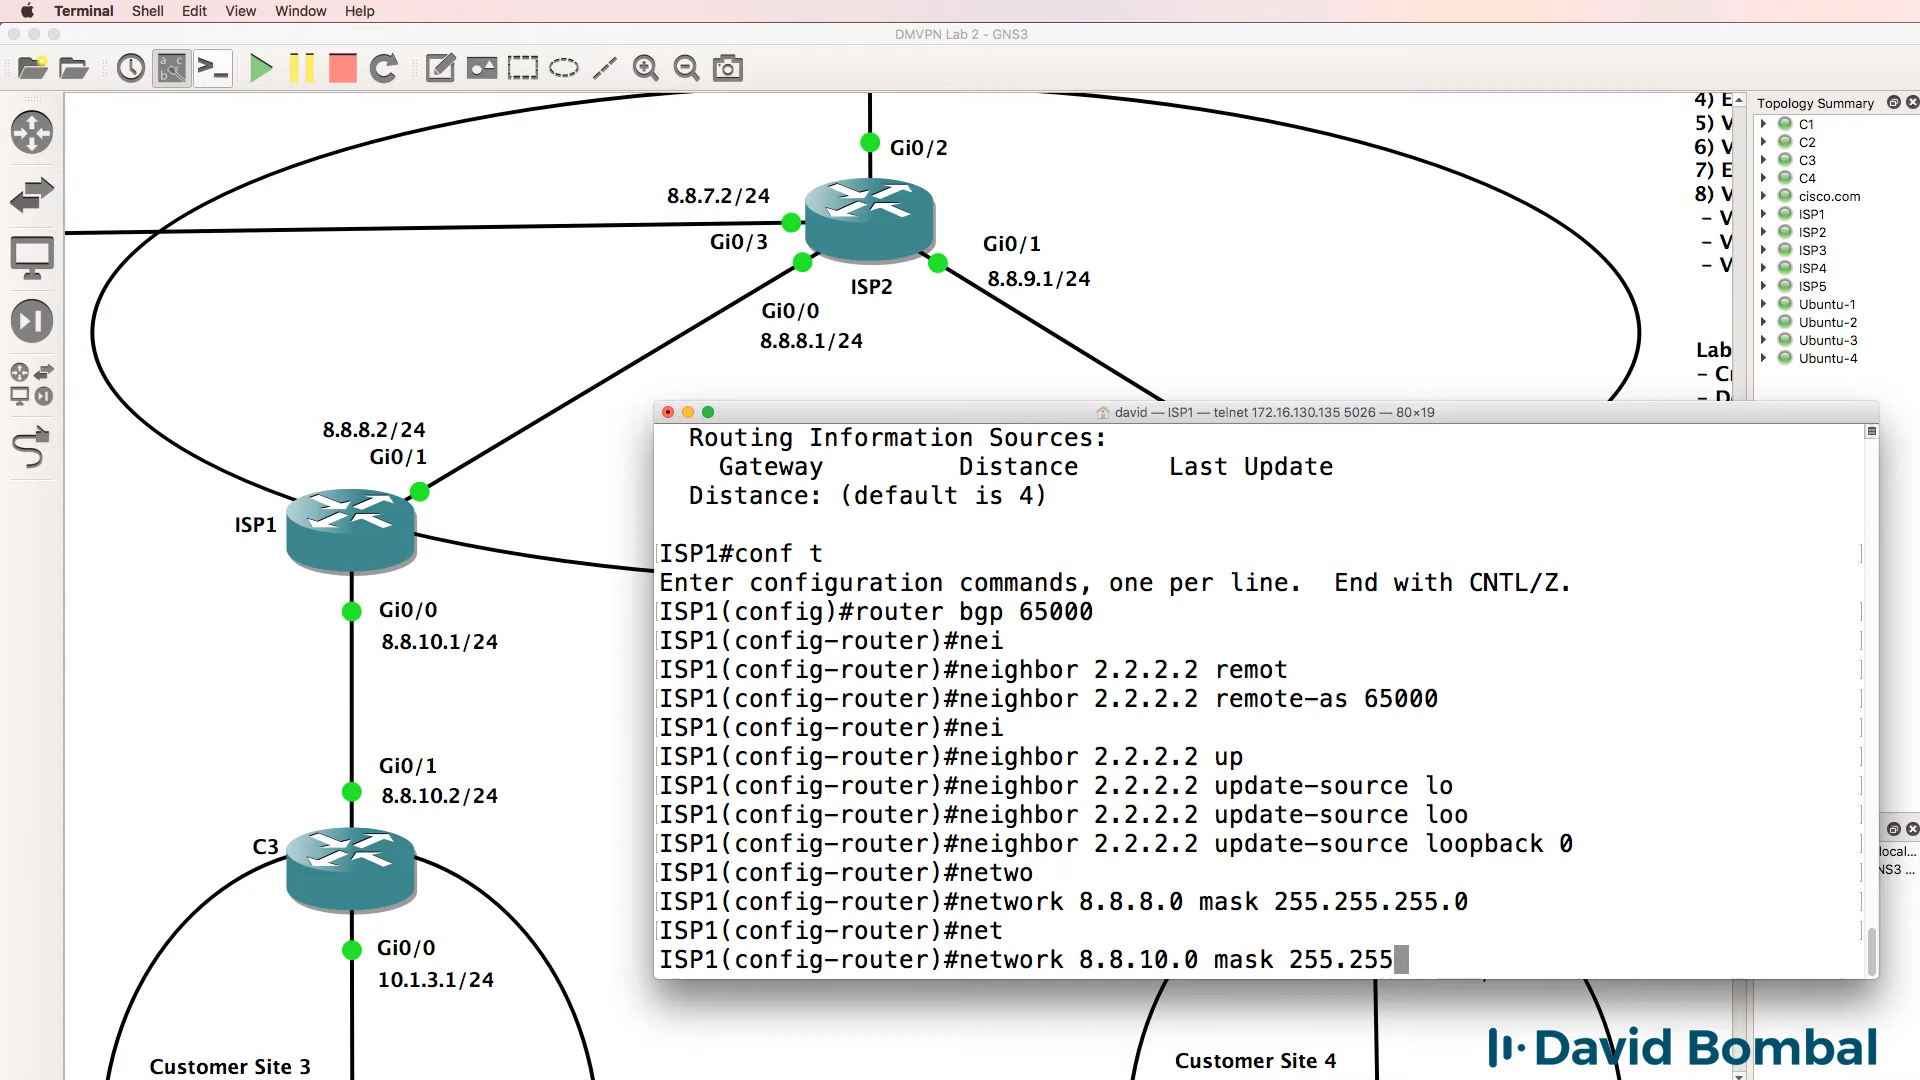 Terminal Shell Edit View Window Help
DMVPN Lab 2 - GNS3
Gi0/2
8.8.7.2/24
Gi0/3
Gi0/1
8.8.9.1/24
ISP2
Gi0/0
8.8.8.1/24
8.8.8.2/24
Gi0/1
ISP1
Gi0/0
8.8.10.1/24
Gi0/1
8.8.10.2/24
C3
Gi0/0
10.1.3.1/24
Customer Site 3
Customer Site 4
4) E
5) V
6) V
7) E
8) V
– V
– V
– V
Lab
Topology Summary
C1
C2
C3
C4
cisco.com
ISP1
ISP2
ISP3
ISP4
ISP5
Ubuntu-1
Ubuntu-2
Ubuntu-3
Ubuntu-4
local...
NS3 ...
david — ISP1 — telnet 172.16.130.135 5026 — 80×19
Routing Information Sources:
Gateway Distance Last Update
Distance: (default is 4)
ISP1#conf t
Enter configuration commands, one per line. End with CNTL/Z.
ISP1(config)#router bgp 65000
ISP1(config-router)#nei
ISP1(config-router)#neighbor 2.2.2.2 remot
ISP1(config-router)#neighbor 2.2.2.2 remote-as 65000
ISP1(config-router)#nei
ISP1(config-router)#neighbor 2.2.2.2 up
ISP1(config-router)#neighbor 2.2.2.2 update-source lo
ISP1(config-router)#neighbor 2.2.2.2 update-source loo
ISP1(config-router)#neighbor 2.2.2.2 update-source loopback 0
ISP1(config-router)#netwo
ISP1(config-router)#network 8.8.8.0 mask 255.255.255.0
ISP1(config-router)#net
ISP1(config-router)#network 8.8.10.0 mask 255.255
David Bombal